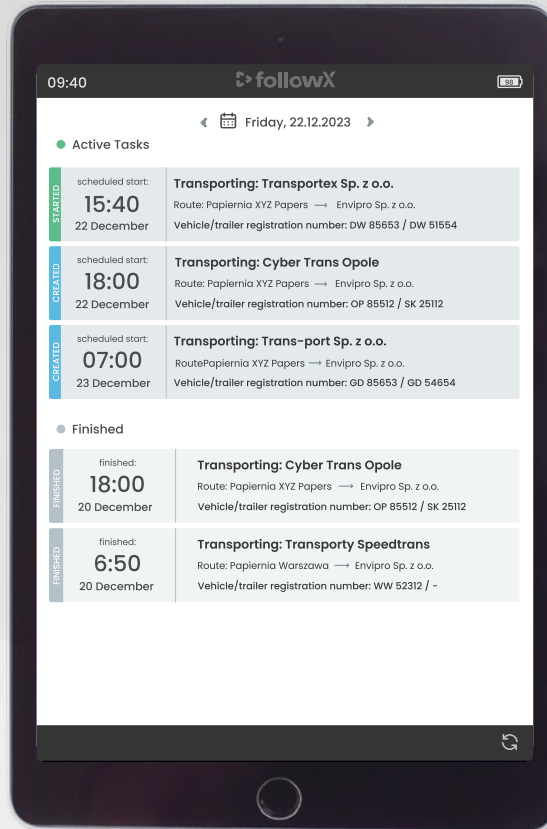 09:40
followX
98
Friday, 22.12.2023
Active Tasks
STARTED
scheduled start:
15:40
22 December
Transporting: Transportex Sp. z o.o.
Route: Papiernia XYZ Papers → Envipro Sp. z o.o.
Vehicle/trailer registration number: DW 85653 / DW 51554
CREATED
scheduled start:
18:00
22 December
Transporting: Cyber Trans Opole
Route: Papiernia XYZ Papers → Envipro Sp. z o.o.
Vehicle/trailer registration number: OP 85512 / SK 25112
CREATED
scheduled start:
07:00
23 December
Transporting: Trans-port Sp. z o.o.
RoutePapiernia XYZ Papers → Envipro Sp. z o.o.
Vehicle/trailer registration number: GD 85653 / GD 54654
Finished
FINISHED
finished:
18:00
20 December
Transporting: Cyber Trans Opole
Route: Papiernia XYZ Papers → Envipro Sp. z o.o.
Vehicle/trailer registration number: OP 85512 / SK 25112
FINISHED
finished:
6:50
20 December
Transporting: Transporty Speedtrans
Route: Papiernia Warszawa → Envipro Sp. z o.o.
Vehicle/trailer registration number: WW 52312 / -